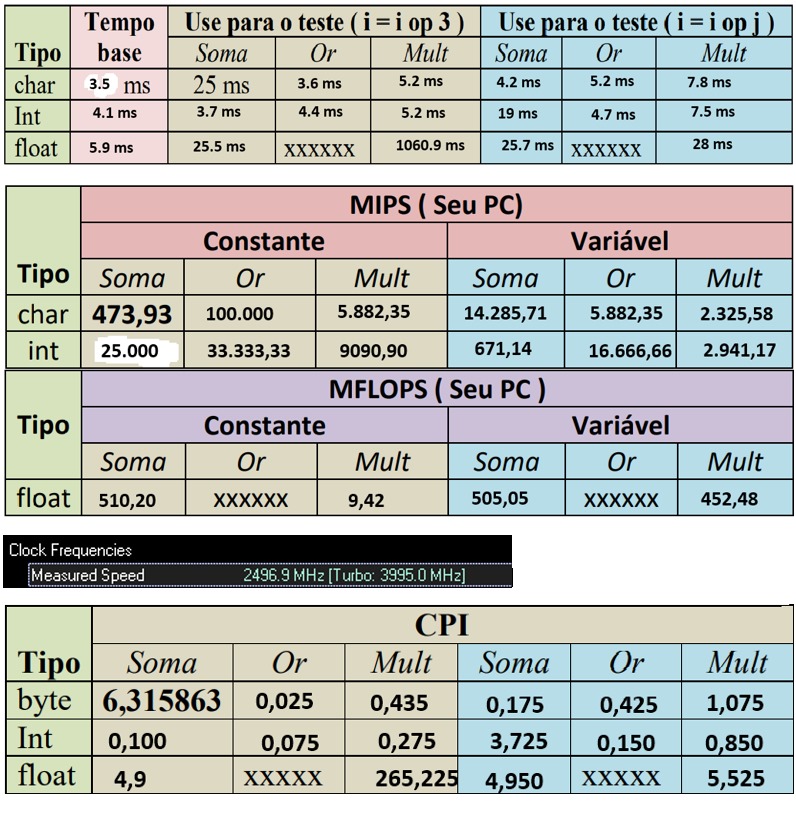 Tipo Tempo base Use para o teste ( i = i op 3 ) Use para o teste ( i = i op j )
Soma Or Mult Soma Or Mult
char 3.5 ms 25 ms 3.6 ms 5.2 ms 4.2 ms 5.2 ms 7.8 ms
Int 4.1 ms 3.7 ms 4.4 ms 5.2 ms 19 ms 4.7 ms 7.5 ms
float 5.9 ms 25.5 ms xxxxxx 1060.9 ms 25.7 ms xxxxxx 28 ms
MIPS ( Seu PC)
Constante Variável
Tipo Soma Or Mult Soma Or Mult
char 473,93 100.000 5.882,35 14.285,71 5.882,35 2.325,58
int 25.000 33.333,33 9090,90 671,14 16.666,66 2.941,17
MFLOPS ( Seu PC )
Tipo Constante Variável
Soma Or Mult Soma Or Mult
float 510,20 xxxxxx 9,42 505,05 xxxxxx 452,48
Clock Frequencies
Measured Speed 2496.9 MHz [Turbo: 3995.0 MHz]
CPI
Tipo Soma Or Mult Soma Or Mult
byte 6,315863 0,025 0,435 0,175 0,425 1,075
Int 0,100 0,075 0,275 3,725 0,150 0,850
float 4,9 xxxxx 265,225 4,950 xxxxx 5,525